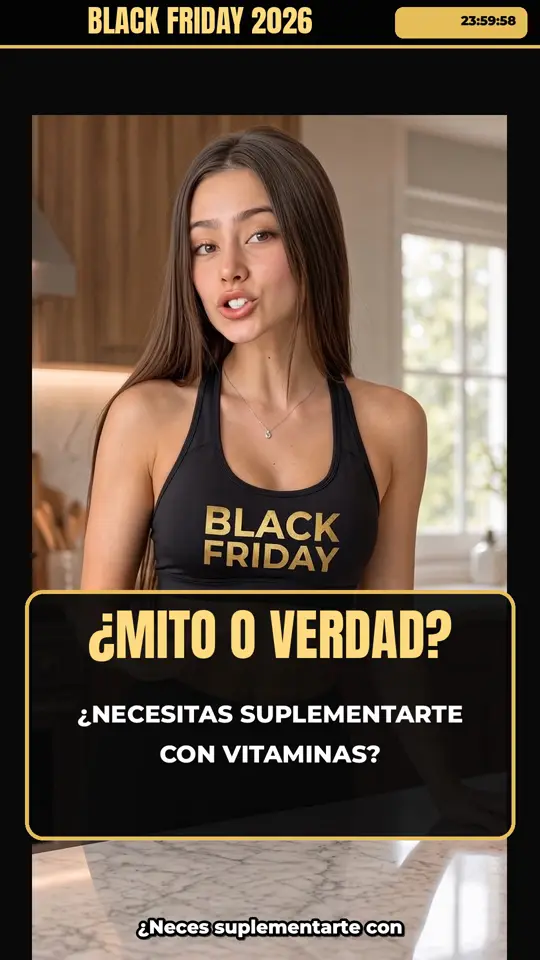 BLACK FRIDAY 2026
23:59:58
BLACK
FRIDAY
¿MITO O VERDAD?
¿NECESITAS SUPLEMENTARTE
CON VITAMINAS?
¿Neces suplementarte con